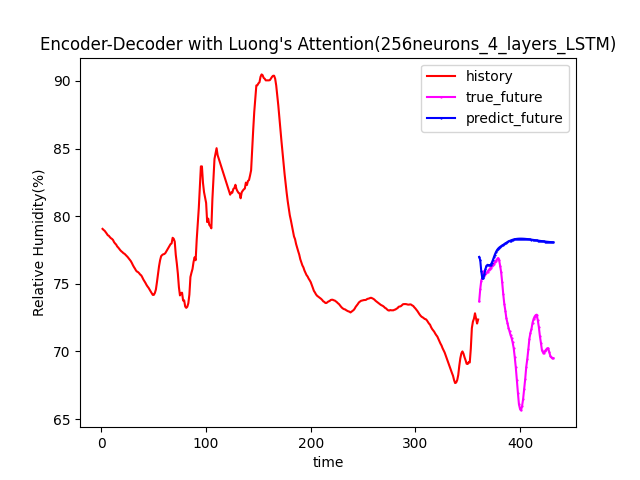 Encoder-Decoder with Luong's Attention(256neurons_4_layers_LSTM)
history
true_future
predict_future
Relative Humidity(%)
90
85
80
75
70
65
0 100 200 300 400
time